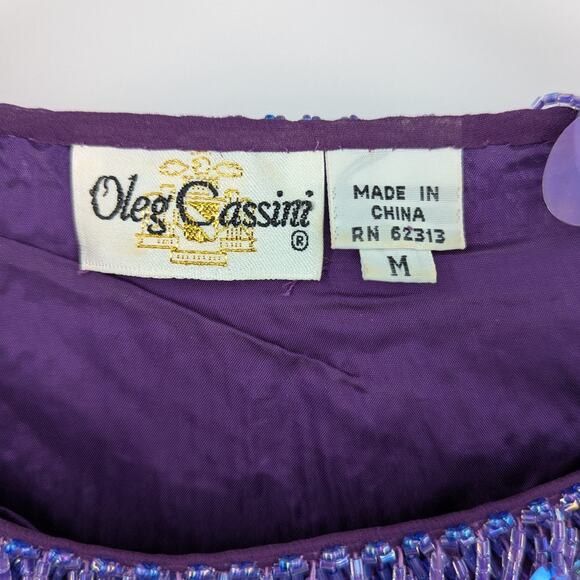 Oleg Cassini
®
MADE IN
CHINA
RN 62313
M